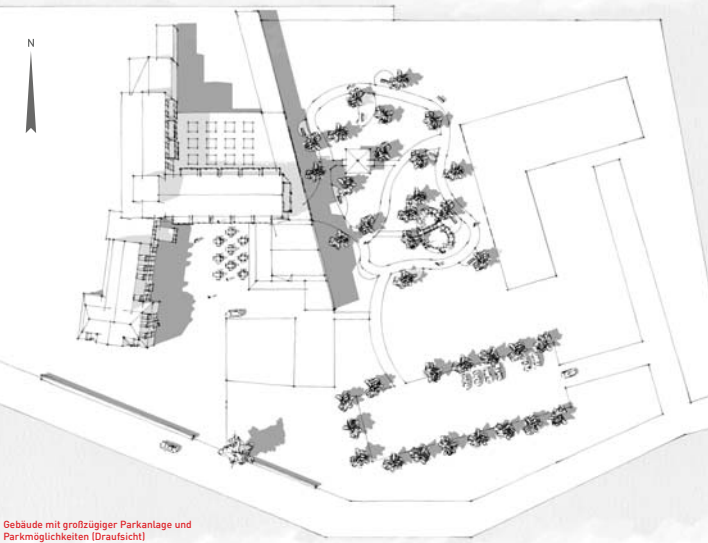 N
Gebäude mit großzügiger Parkanlage und
Parkmöglichkeiten (Draufsicht)